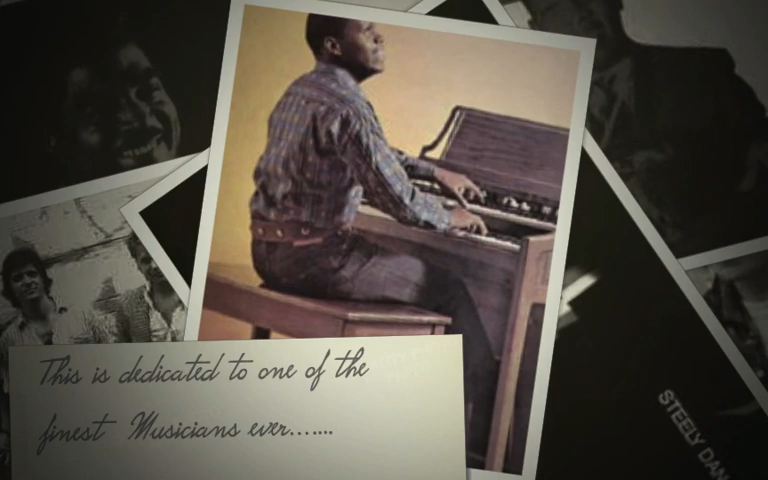 This is dedicated to one of the
finest Musicians ever.......
STEELY DAN